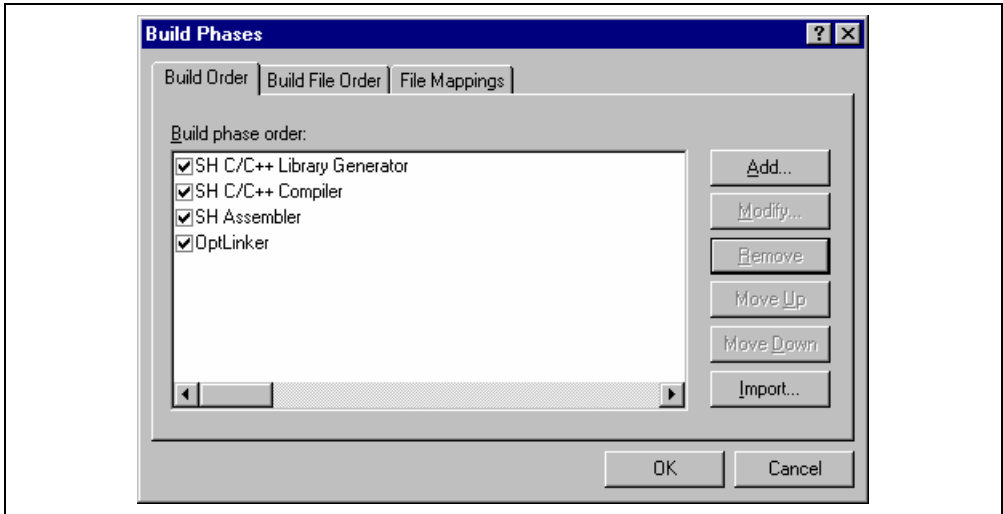 Build Phases
Build Order
Build File Order
File Mappings
Build phase order:
SH C/C++ Library Generator
SH C/C++ Compiler
SH Assembler
OptLinker
Add...
Modify...
Remove
Move Up
Move Down
Import...
OK
Cancel